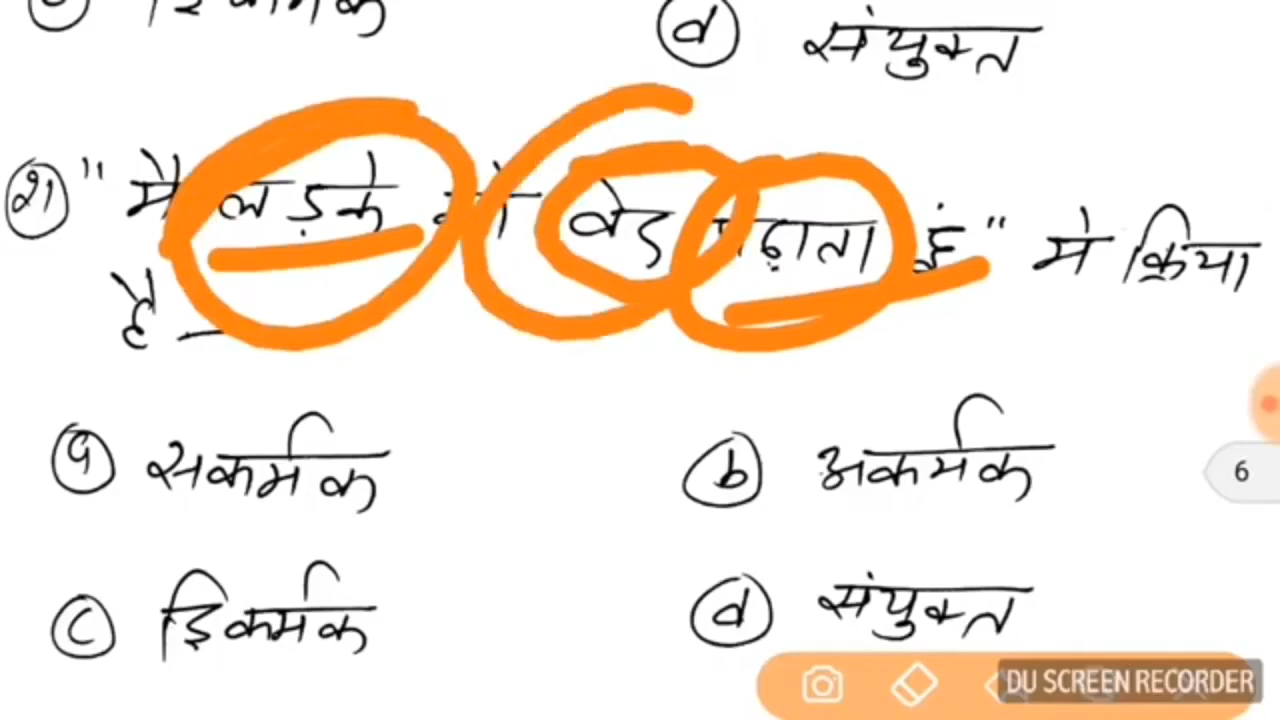 d संयुक्त
21 "मै लड़के को वेद पढ़ाता हूं" मे क्रिया
है –
a सकर्मक b अकर्मक
6
c द्विकर्मक d संयुक्त
DU SCREEN RECORDER